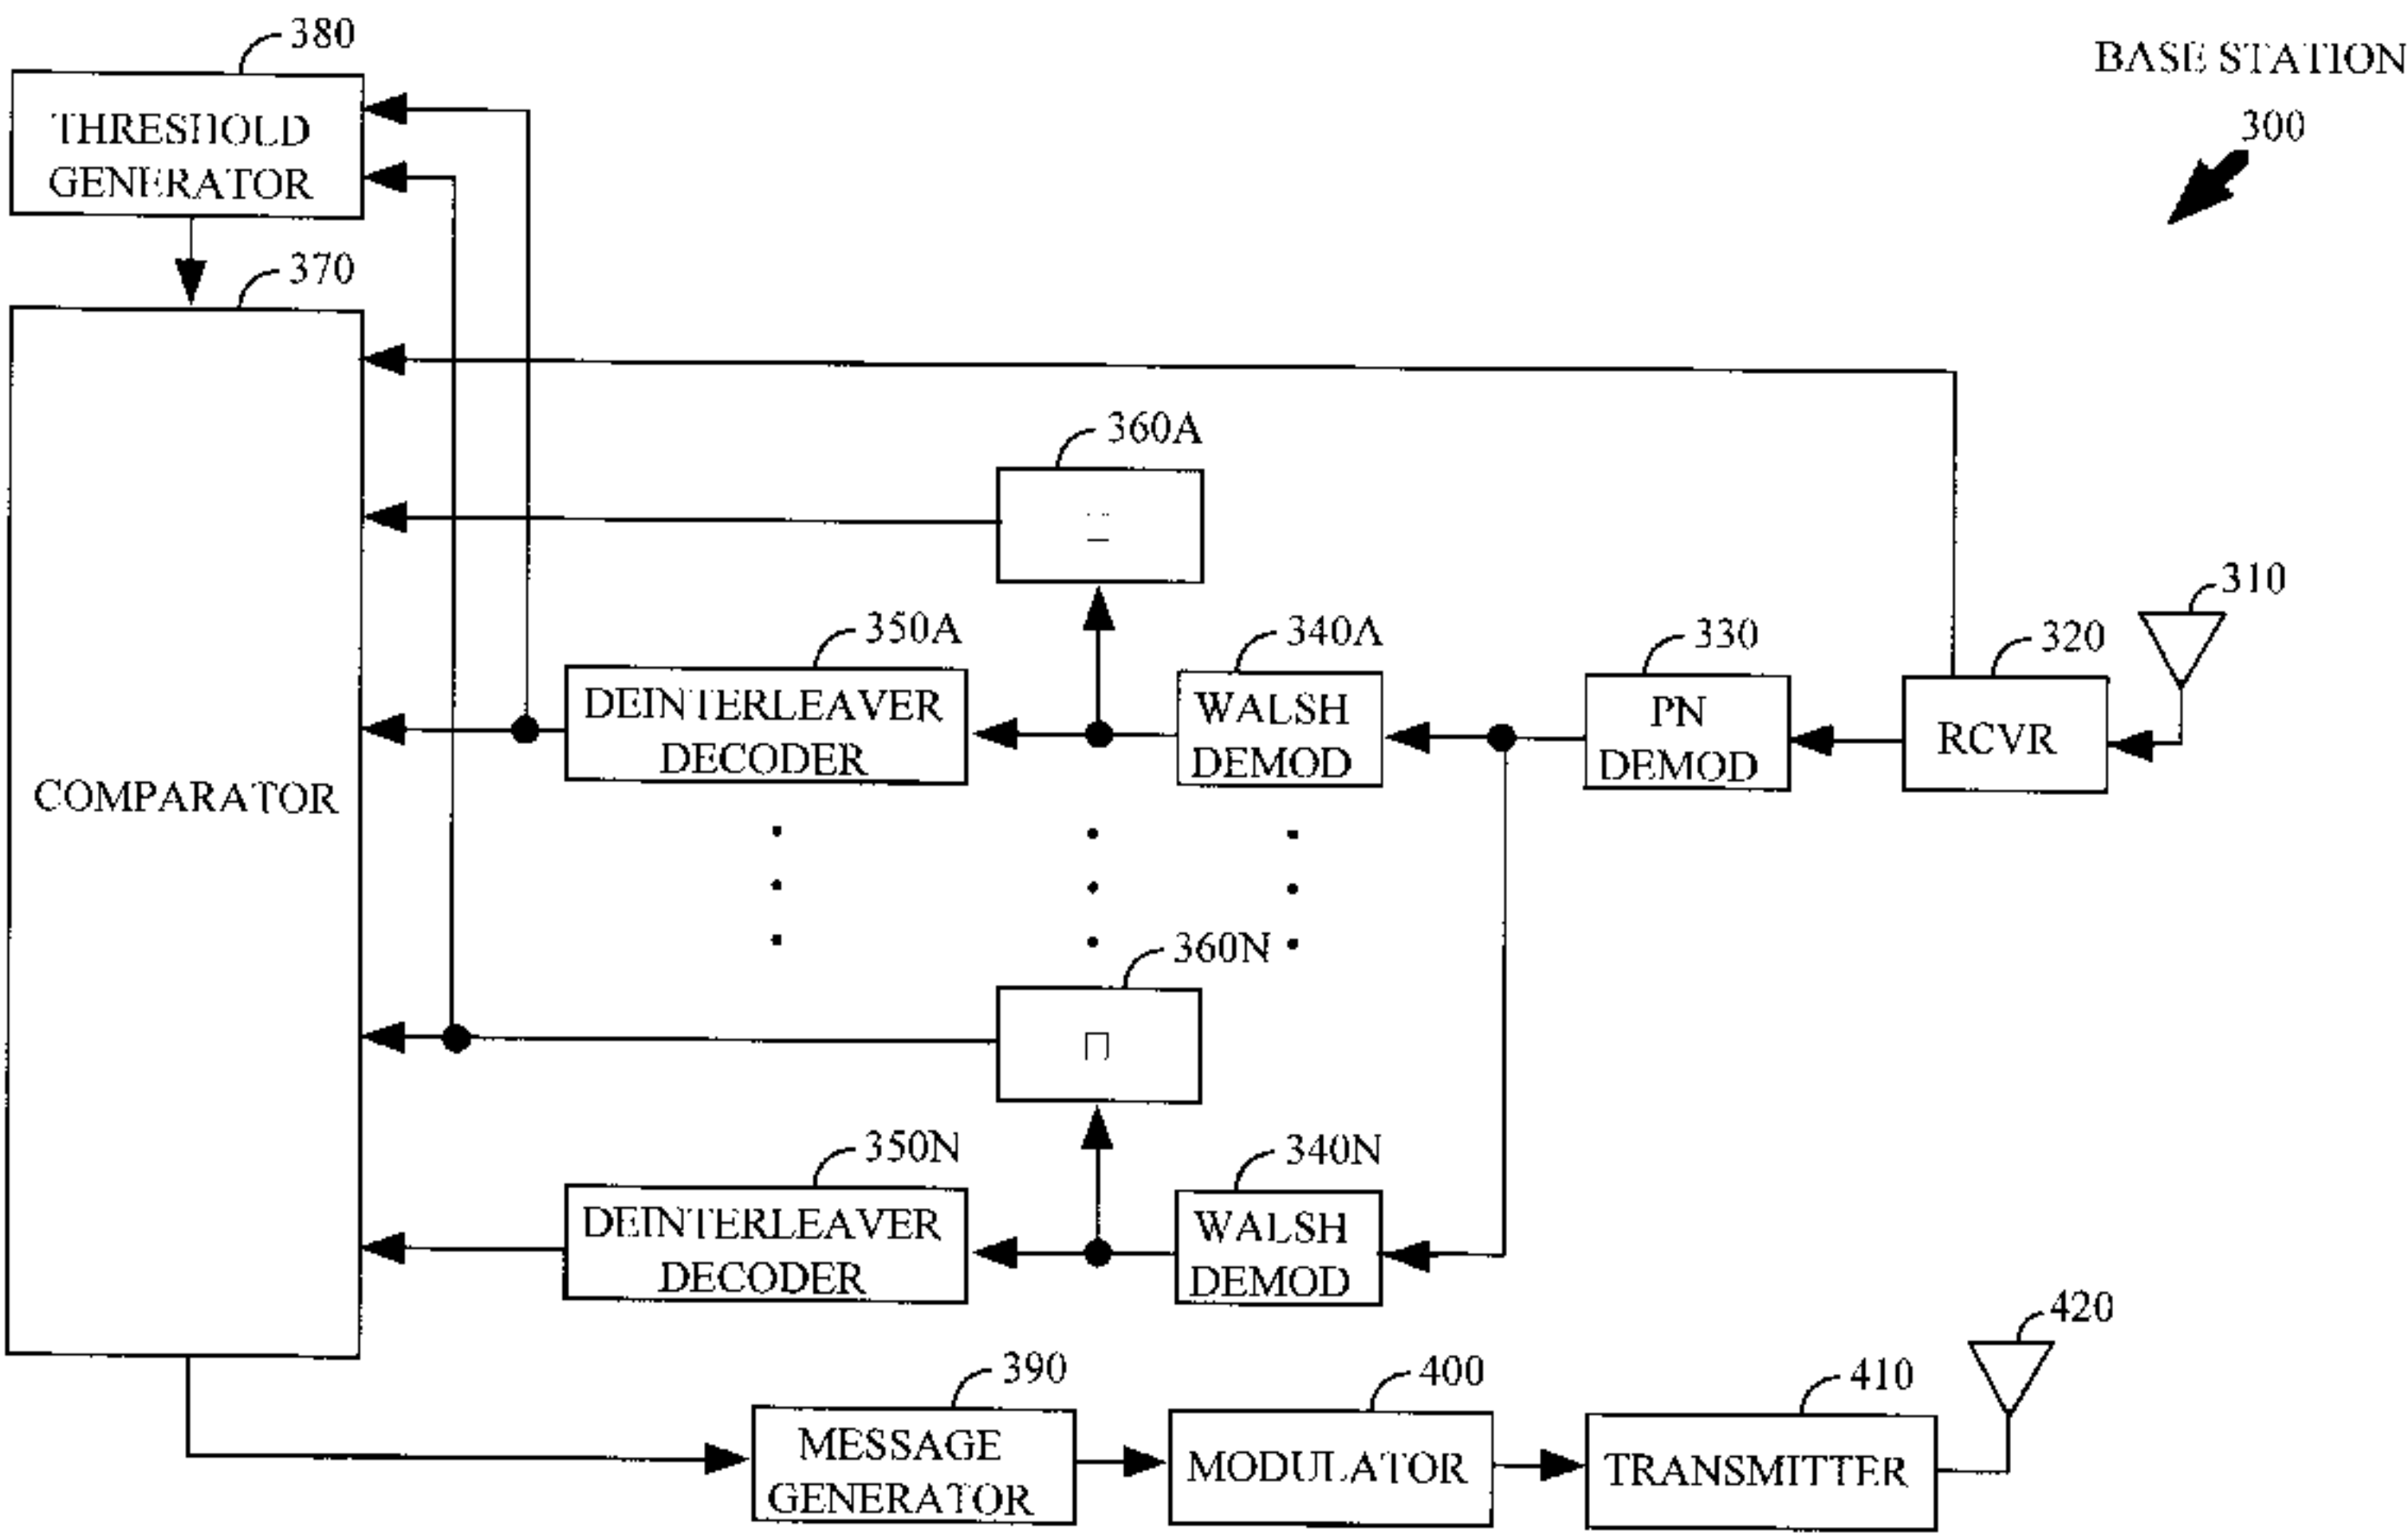 380
BASE STATION
300
THRESHOLD
GENERATOR
370
360A
310
350A
340A
330
320
DEINTERLEAVER
DECODER
WALSH
DEMOD
PN
DEMOD
RCVR
COMPARATOR
360N
350N
340N
DEINTERLEAVER
DECODER
WALSH
DEMOD
420
390
400
410
MESSAGE
GENERATOR
MODULATOR
TRANSMITTER